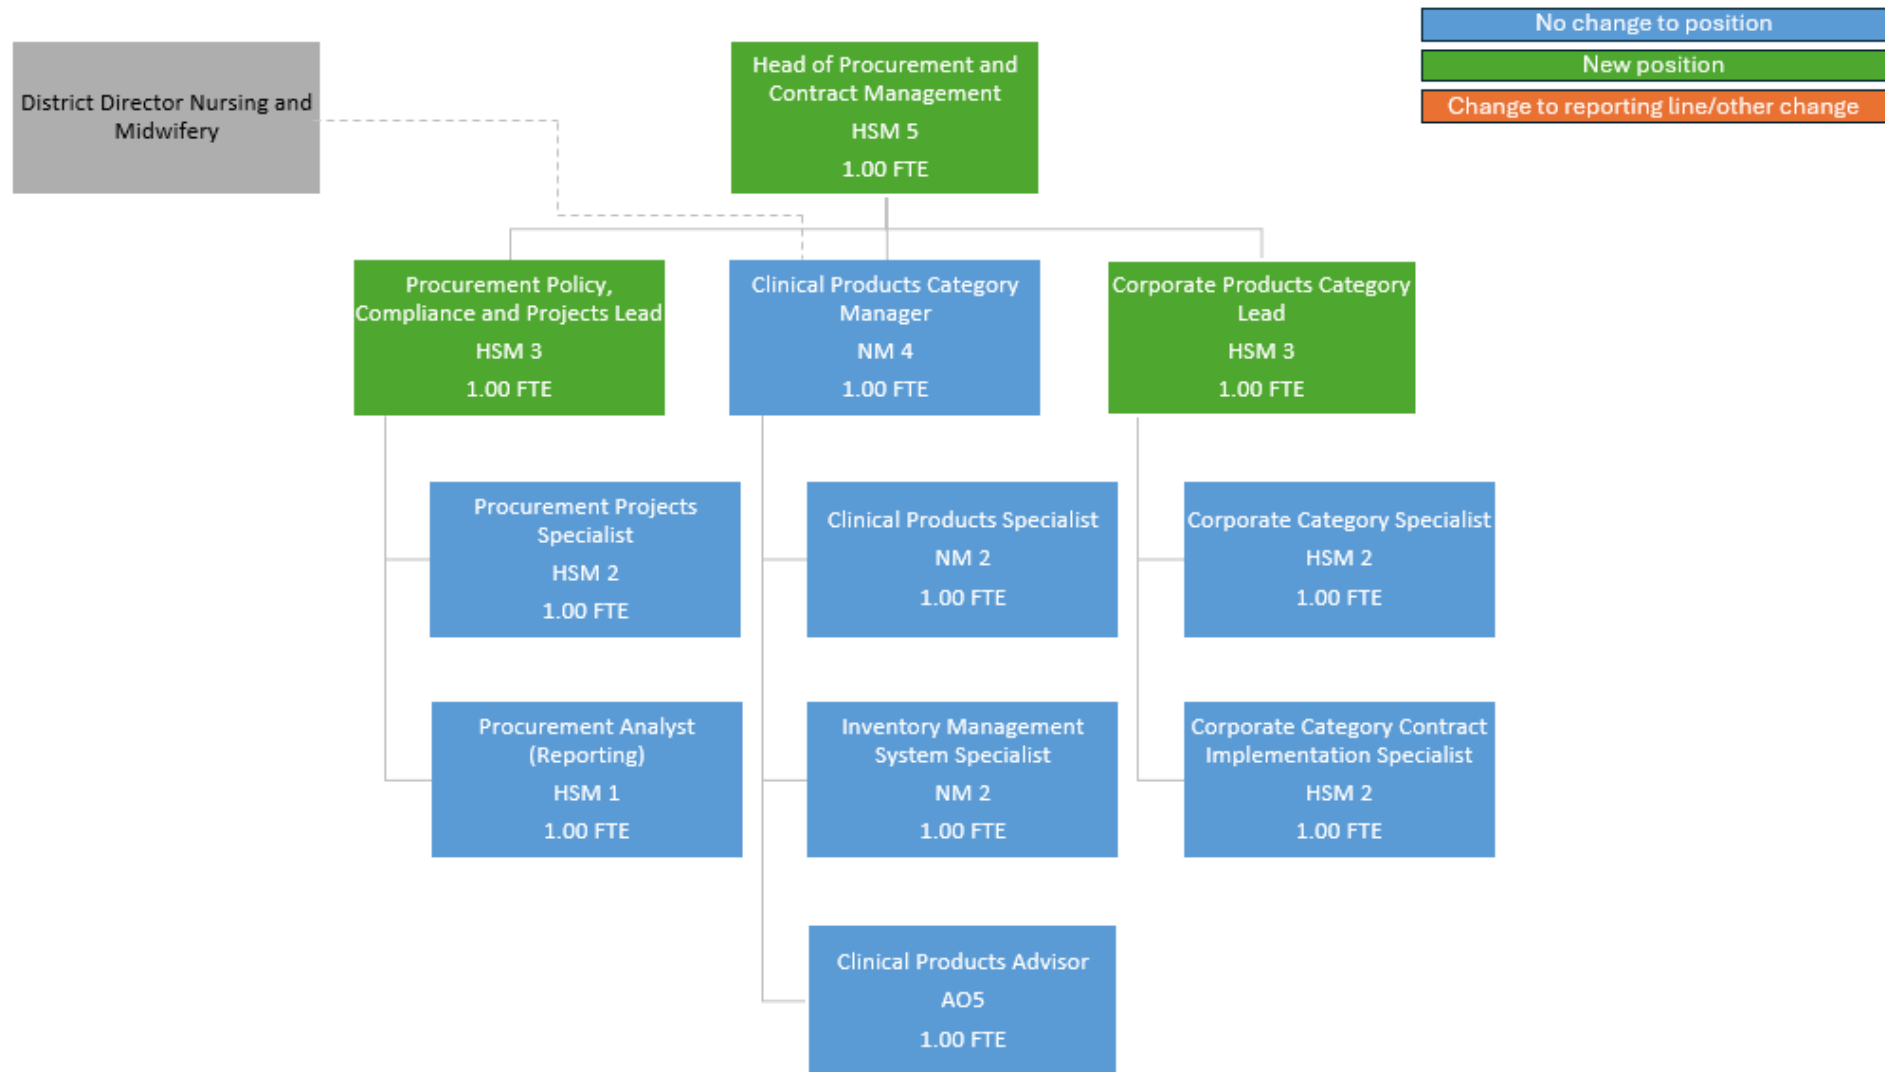 No change to position
New position
Change to reporting line/other change
District Director Nursing and
Midwifery
Head of Procurement and
Contract Management
HSM 5
1.00 FTE
Procurement Policy,
Compliance and Projects Lead
HSM 3
1.00 FTE
Clinical Products Category
Manager
NM 4
1.00 FTE
Corporate Products Category
Lead
HSM 3
1.00 FTE
Procurement Projects
Specialist
HSM 2
1.00 FTE
Clinical Products Specialist
NM 2
1.00 FTE
Corporate Category Specialist
HSM 2
1.00 FTE
Procurement Analyst
(Reporting)
HSM 1
1.00 FTE
Inventory Management
System Specialist
NM 2
1.00 FTE
Corporate Category Contract
Implementation Specialist
HSM 2
1.00 FTE
Clinical Products Advisor
AO5
1.00 FTE